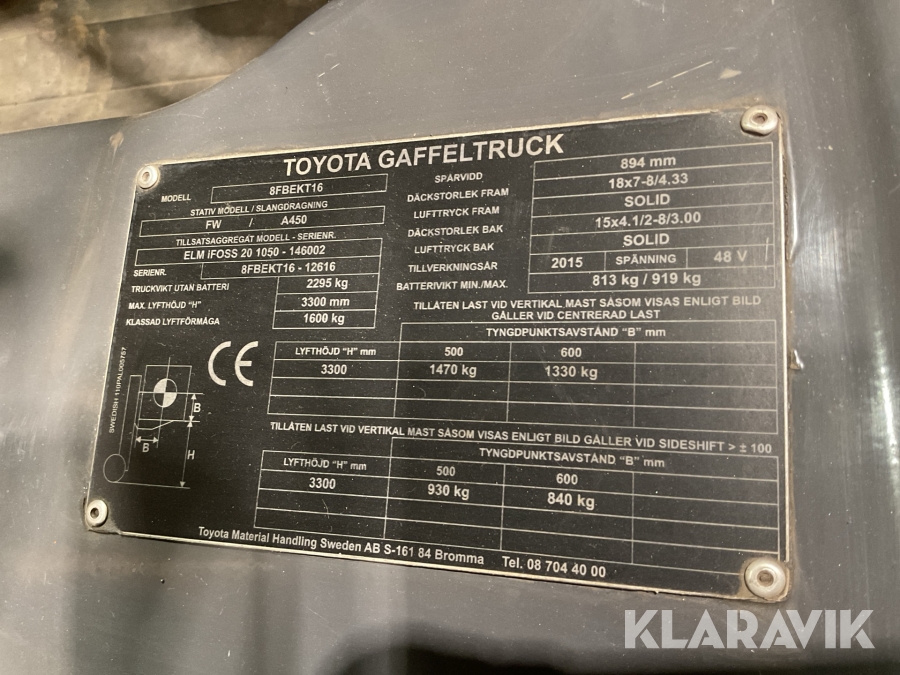 TOYOTA GAFFELTRUCK
MODELL 8FBEKT16
STATIV MODELL / SLANGDRAGNING
FW / A450
TILLSATSAGGREGAT MODELL - SERIENR.
ELM IFOSS 20 1050 - 146002
SERIENR. 8FBEKT16 - 12616
TRUCKVIKT UTAN BATTERI 2295 kg
MAX. LYFTHÖJD "H" 3300 mm
KLASSAD LYFTFÖRMÅGA 1600 kg
SPÅRVIDD 894 mm
DÄCKSTORLEK FRAM 18x7-8/4.33
LUFTTRYCK FRAM SOLID
DÄCKSTORLEK BAK 15x4.1/2-8/3.00
LUFTTRYCK BAK SOLID
TILLVERKNINGSÅR 2015 SPÄNNING 48 V
BATTERIVIKT MIN./MAX. 813 kg / 919 kg
TILLÅTEN LAST VID VERTIKAL MAST SÅSOM VISAS ENLIGT BILD
GÄLLER VID CENTRERAD LAST
TYNGDPUNKTSAVSTÅND "B" mm
LYFTHÖJD "H" mm 500 600
3300 1470 kg 1330 kg
CE
SWEDISH 110PAL005787
B
B
H
TILLÅTEN LAST VID VERTIKAL MAST SÅSOM VISAS ENLIGT BILD GÄLLER VID SIDESHIFT > ± 100
TYNGDPUNKTSAVSTÅND "B" mm
LYFTHÖJD "H" mm 500 600
3300 930 kg 840 kg
Toyota Material Handling Sweden AB S-161 84 Bromma Tel. 08 704 40 00
KLARAVIK